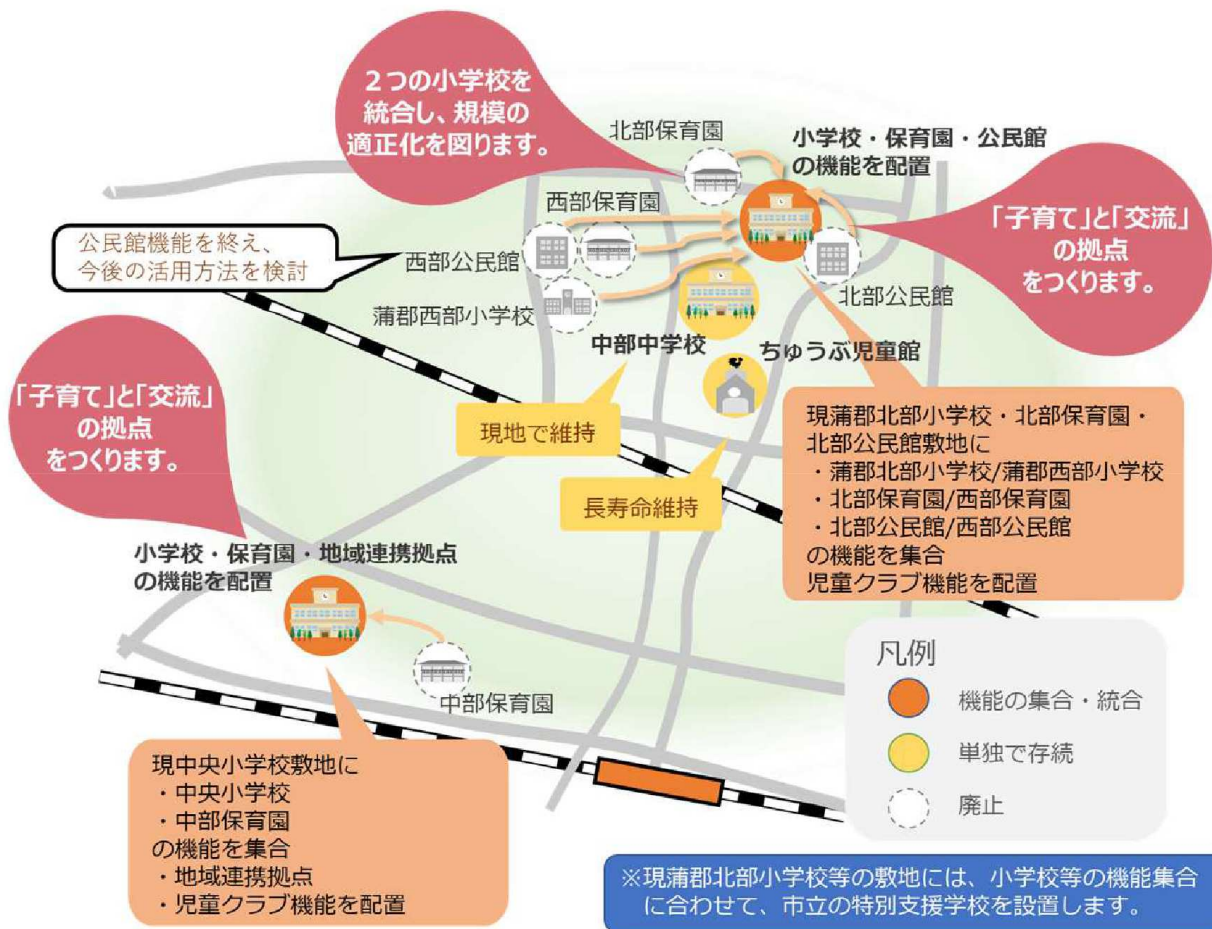 2つの小学校を
統合し、規模の
適正化を図ります。
北部保育園
小学校・保育園・公民館
の機能を配置
西部保育園
「子育て」と「交流」
の拠点
をつくります。
公民館機能を終え、
今後の活用方法を検討
西部公民館
北部公民館
蒲郡西部小学校
中部中学校
ちゅうぶ児童館
「子育て」と「交流」
の拠点
をつくります。
現地で維持
長寿命維持
現蒲郡北部小学校・北部保育園・
北部公民館敷地に
・蒲郡北部小学校/蒲郡西部小学校
・北部保育園/西部保育園
・北部公民館/西部公民館
の機能を集合
児童クラブ機能を配置
小学校・保育園・地域連携拠点
の機能を配置
中部保育園
現中央小学校敷地に
・中央小学校
・中部保育園
の機能を集合
・地域連携拠点
・児童クラブ機能を配置
凡例
機能の集合・統合
単独で存続
廃止
※現蒲郡北部小学校等の敷地には、小学校等の機能集合
に合わせて、市立の特別支援学校を設置します。